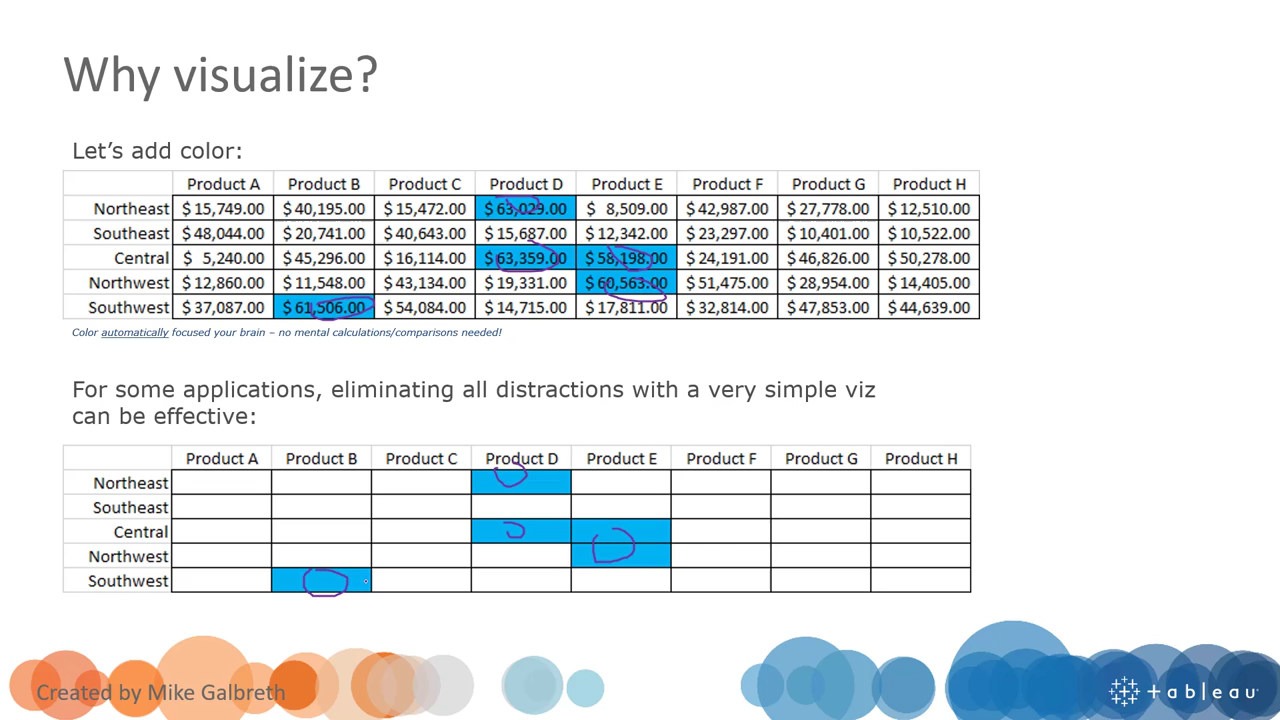 Why visualize?
Let's add color:
Product A Product B Product C Product D Product E Product F Product G Product H
Northeast $ 15,749.00 $ 40,195.00 $ 15,472.00 $ 63,029.00 $ 8,509.00 $ 42,987.00 $ 27,778.00 $ 12,510.00
Southeast $ 48,044.00 $ 20,741.00 $ 40,643.00 $ 15,687.00 $ 12,342.00 $ 23,297.00 $ 10,401.00 $ 10,522.00
Central $ 5,240.00 $ 45,296.00 $ 16,114.00 $ 63,359.00 $ 58,198.00 $ 24,191.00 $ 46,826.00 $ 50,278.00
Northwest $ 12,860.00 $ 11,548.00 $ 43,134.00 $ 19,331.00 $ 60,563.00 $ 51,475.00 $ 28,954.00 $ 14,405.00
Southwest $ 37,087.00 $ 61,506.00 $ 54,084.00 $ 14,715.00 $ 17,811.00 $ 32,814.00 $ 47,853.00 $ 44,639.00
Color automatically focused your brain – no mental calculations/comparisons needed!
For some applications, eliminating all distractions with a very simple viz
can be effective:
Product A Product B Product C Product D Product E Product F Product G Product H
Northeast
Southeast
Central
Northwest
Southwest
Created by Mike Galbreth
tableau